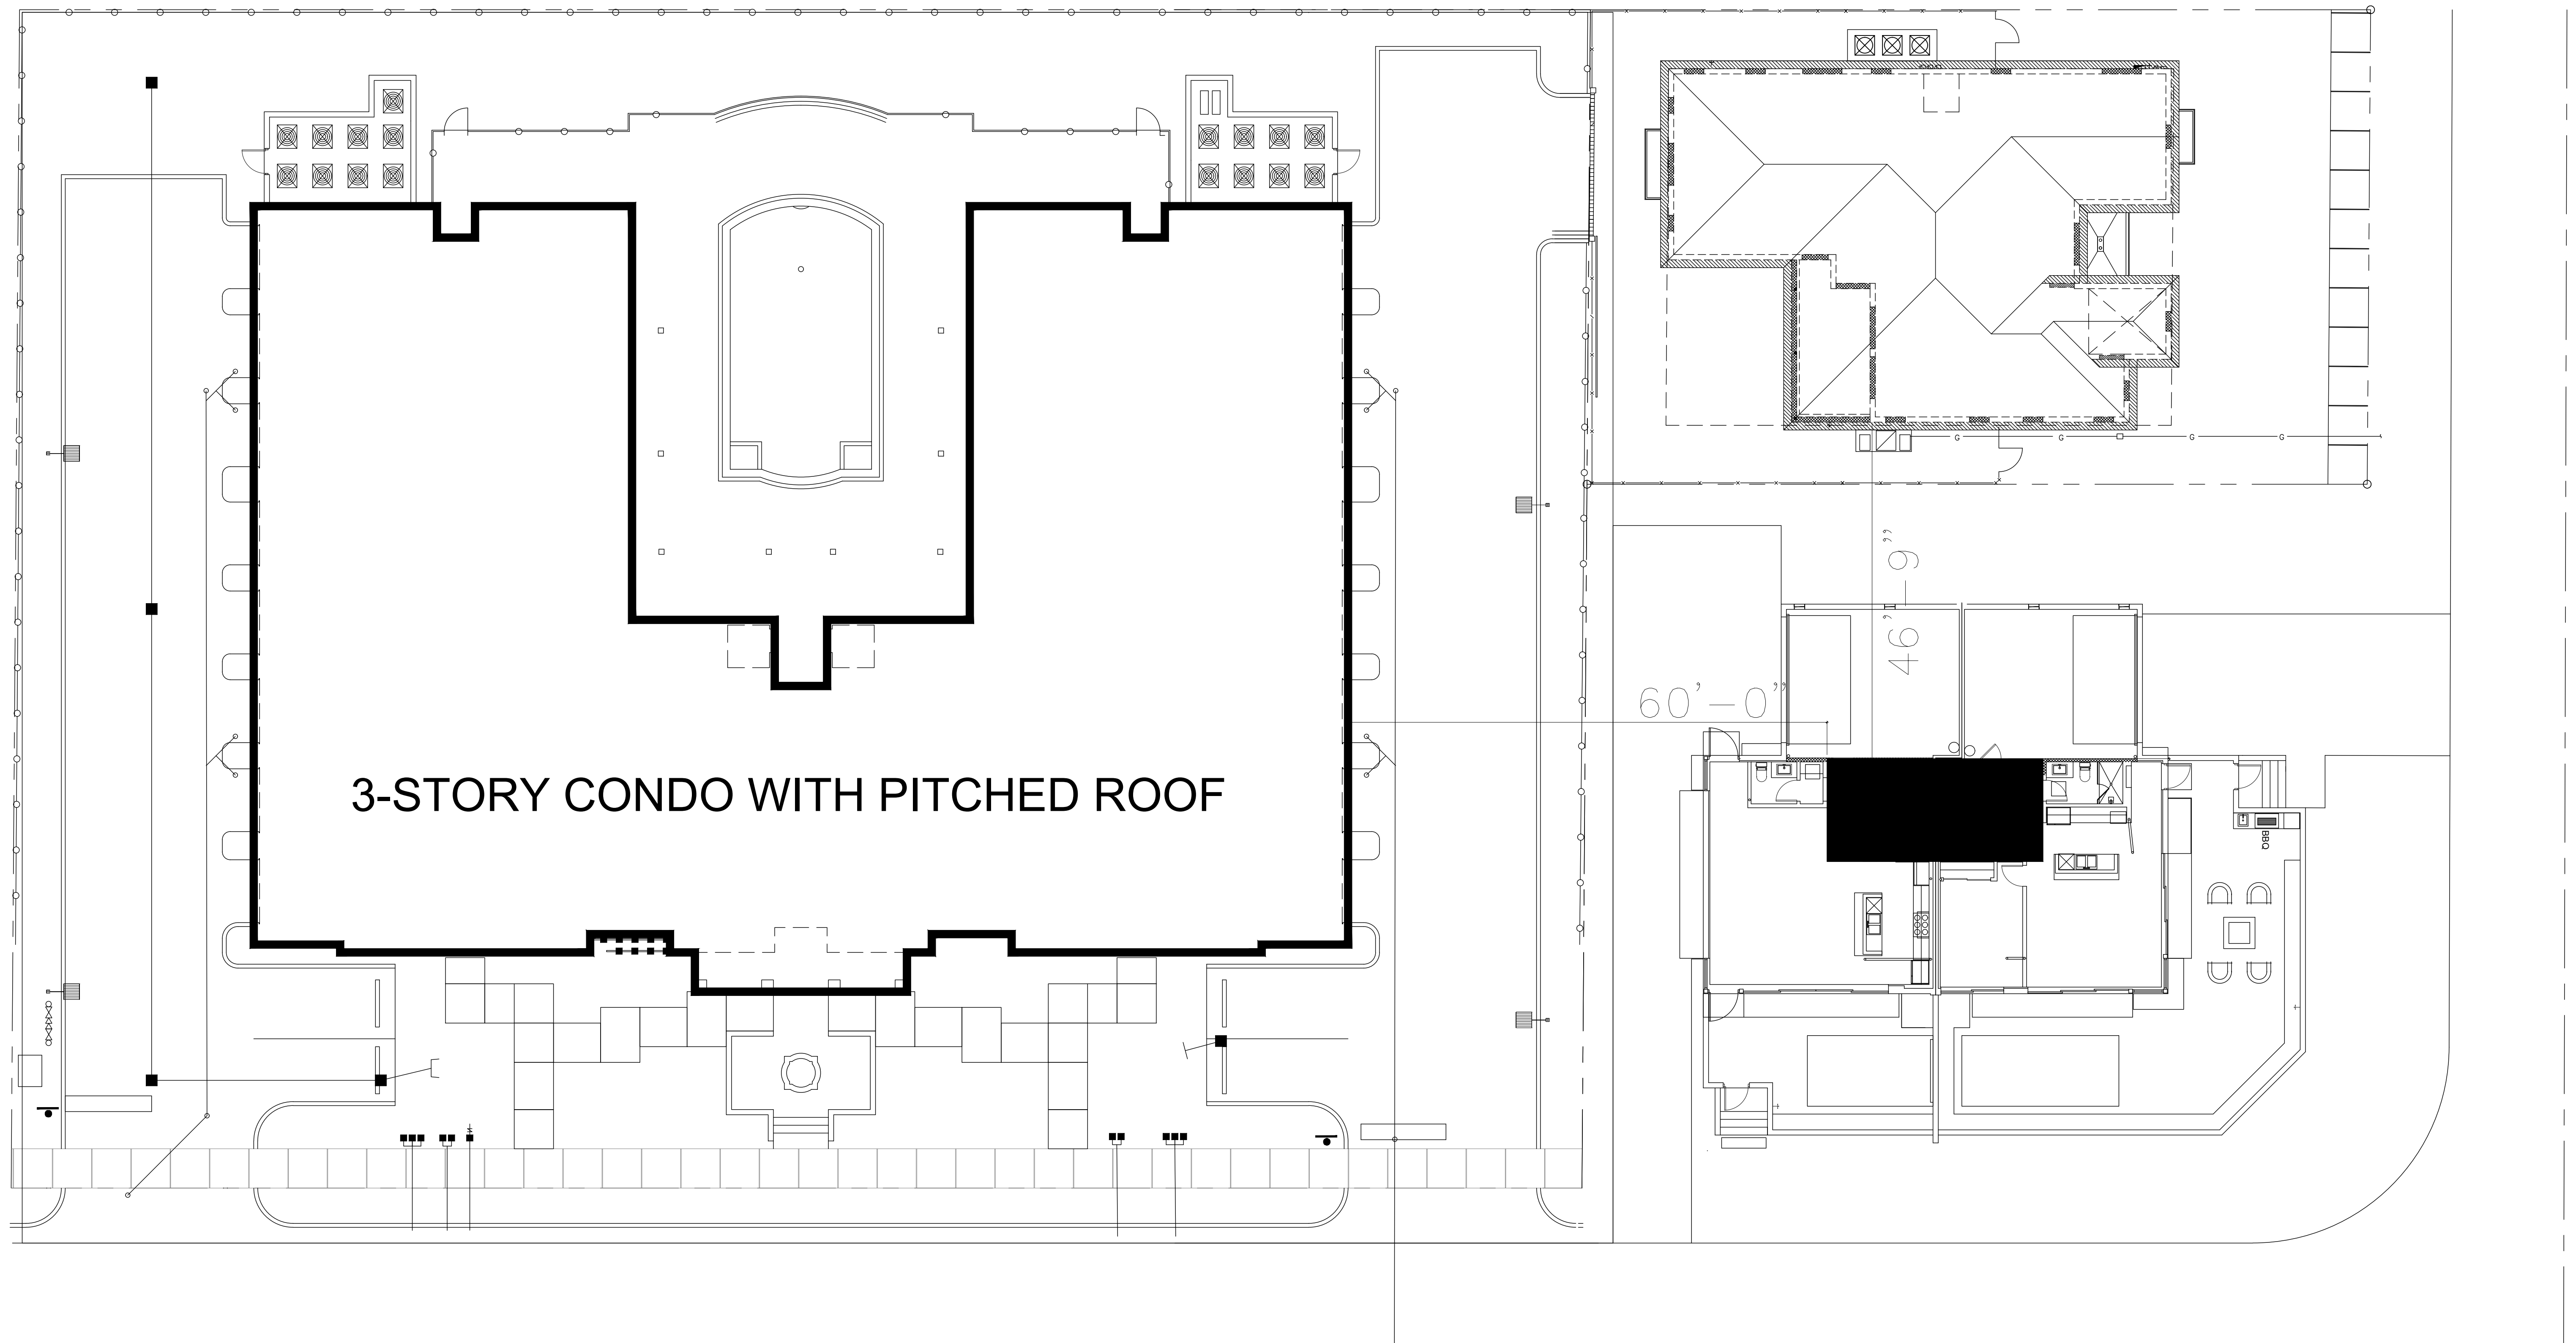 G G G G
46'-9"
60'-0"
3-STORY CONDO WITH PITCHED ROOF
BBQ